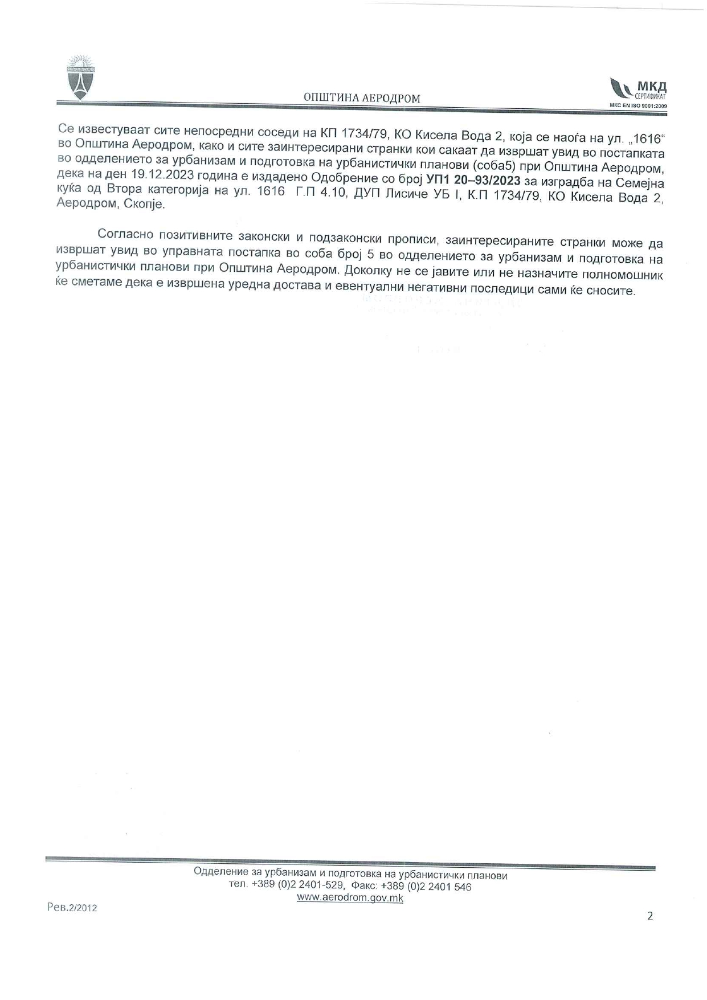 ОПШТИНА АЕРОДРОМ
МКД
СЕРТИФИКАТ
МКС EN ISO 9001:2009
Се известуваат сите непосредни соседи на КП 1734/79, КО Кисела Вода 2, која се наоѓа на ул. „1616“
во Општина Аеродром, како и сите заинтересирани странки кои сакаат да извршат увид во постапката
во одделението за урбанизам и подготовка на урбанистички планови (соба5) при Општина Аеродром,
дека на ден 19.12.2023 година е издадено Одобрение со број УП1 20–93/2023 за изградба на Семејна
куќа од Втора категорија на ул. 1616 Г.П 4.10, ДУП Лисиче УБ I, К.П 1734/79, КО Кисела Вода 2,
Аеродром, Скопје.
Согласно позитивните законски и подзаконски прописи, заинтересираните странки може да
извршат увид во управната постапка во соба број 5 во одделението за урбанизам и подготовка на
урбанистички планови при Општина Аеродром. Доколку не се јавите или не назначите полномошник
ќе сметаме дека е извршена уредна достава и евентуални негативни последици сами ќе сносите.
Одделение за урбанизам и подготовка на урбанистички планови
тел. +389 (0)2 2401-529, Факс: +389 (0)2 2401 546
www.aerodrom.gov.mk
Рев.2/2012
2